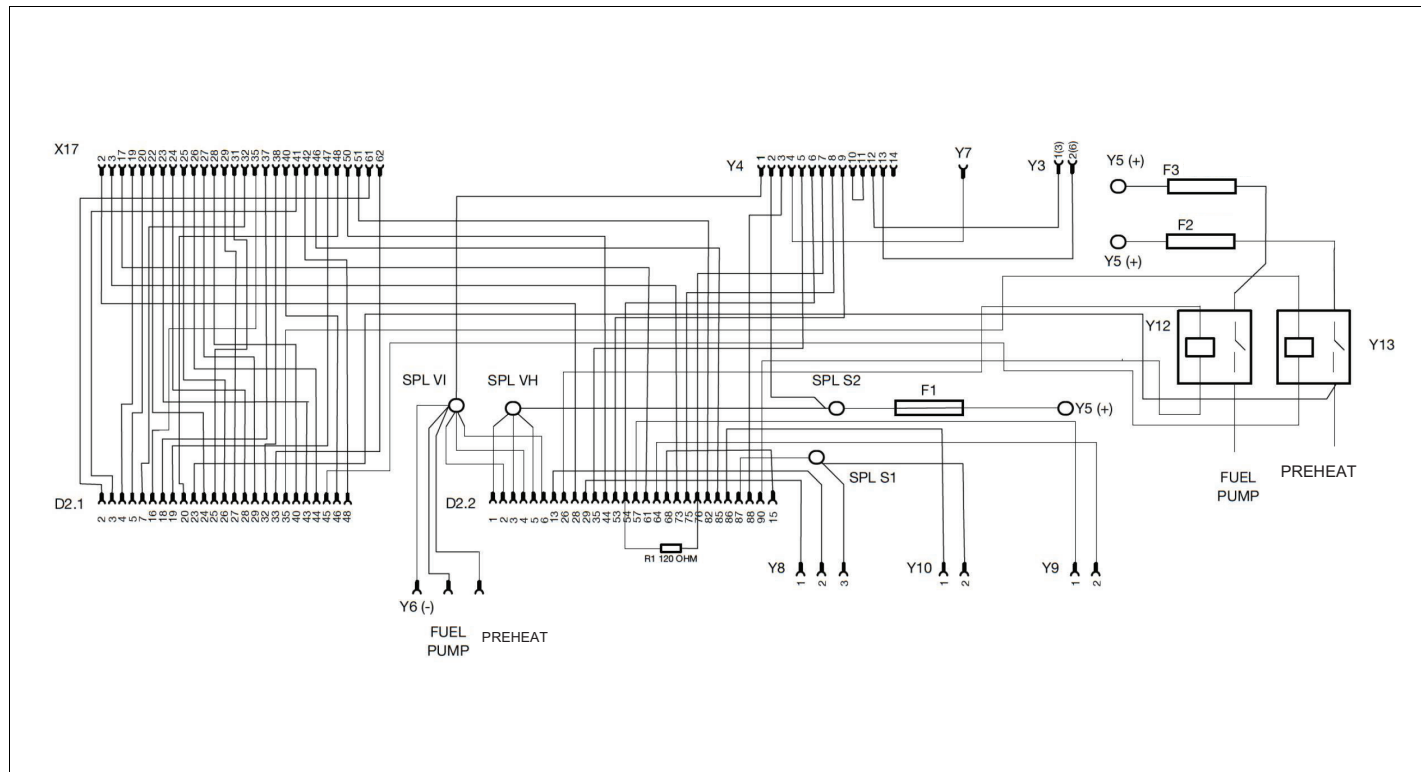 X17
2 3 17 19 20 22 23 24 25 26 27 28 29 31 32 35 37 38 40 41 42 46 47 48 50 51 61 62
Y4
1 2 3 4 5 6 7 8 9 10 11 12 13 14
Y7
Y3
1(3) 2(6)
Y5 (+)
F3
F2
Y5 (+)
Y12
Y13
SPL VI
SPL VH
SPL S2
F1
Y5 (+)
SPL S1
FUEL
PUMP
PREHEAT
D2.1
2 3 4 5 7 16 18 19 20 23 24 25 26 27 28 29 32 33 35 40 43 44 45 46 48
D2.2
1 2 3 4 5 6 13 26 28 29 35 44 53 54 57 61 64 68 73 75 76 82 85 86 87 88 90 15
R1 120 OHM
Y8
1 2 3
Y10
1 2
Y9
1 2
Y6 (-)
FUEL
PUMP
PREHEAT